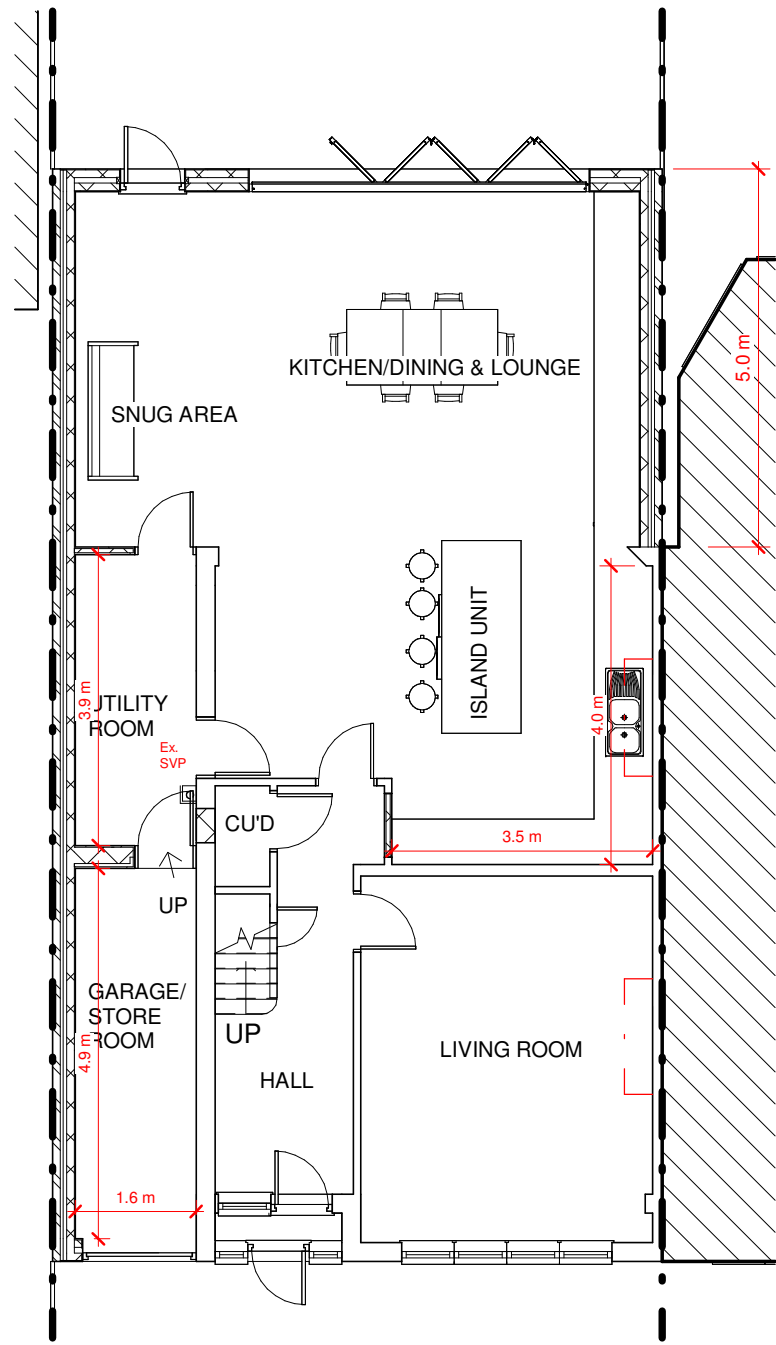 5.0 m
KITCHEN/DINING & LOUNGE
SNUG AREA
ISLAND UNIT
3.9 m
UTILITY
ROOM
4.0 m
Ex.
SVP
CU'D
3.5 m
UP
GARAGE/
STORE
ROOM
4.9 m
UP
LIVING ROOM
HALL
1.6 m